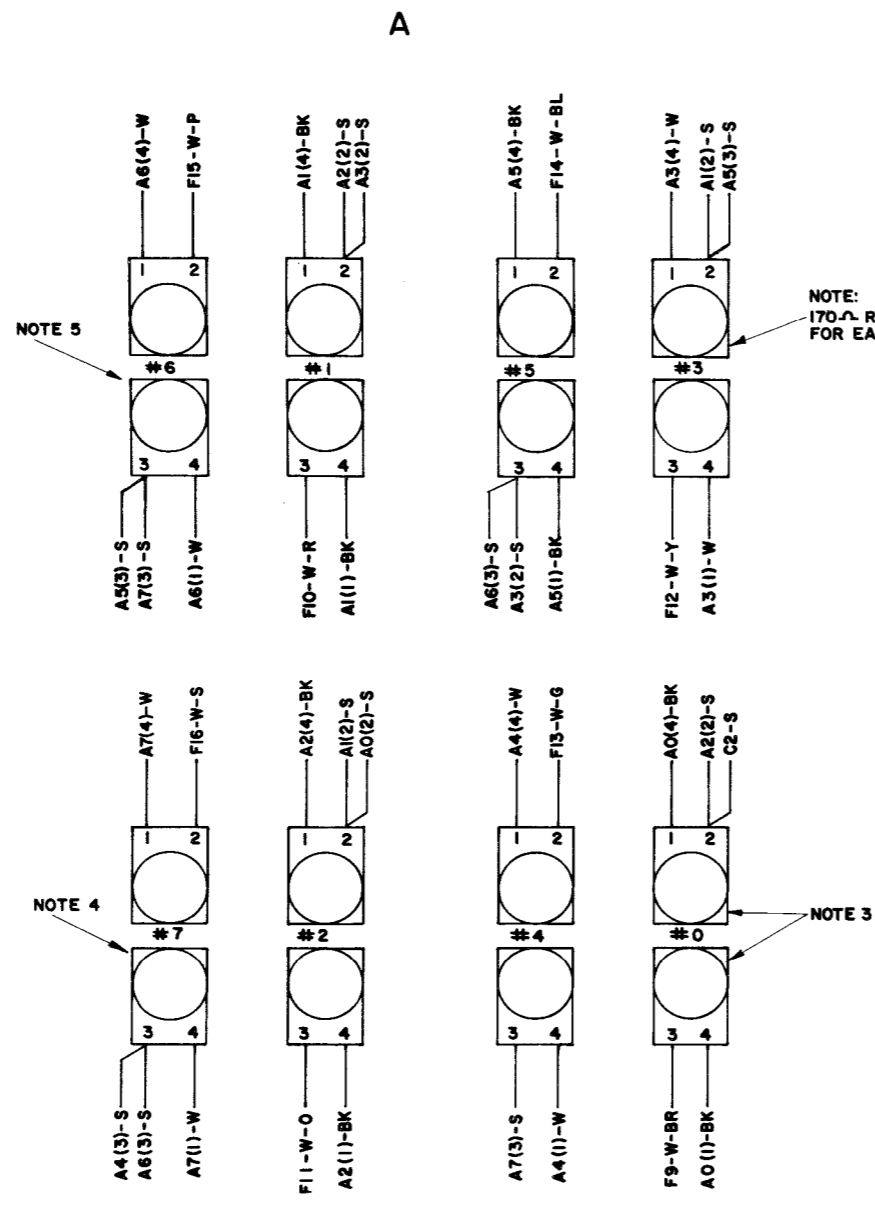 A
A6(4)-W
F15-W-P
A1(4)-BK
A2(2)-S
A3(2)-S
A5(4)-BK
F14-W-BL
A3(4)-W
A1(2)-S
A5(3)-S
1 2
1 2
1 2
1 2
NOTE:
170-Ω R
FOR EA
NOTE 5
#6
#1
#5
#3
3 4
3 4
3 4
3 4
A5(3)-S
A7(3)-S
A6(1)-W
F10-W-R
A1(1)-BK
A6(3)-S
A3(2)-S
A5(1)-BK
F12-W-Y
A3(1)-W
A7(4)-W
F16-W-S
A2(4)-BK
A1(2)-S
A0(2)-S
A4(4)-W
F13-W-G
A0(4)-BK
A2(2)-S
C2-S
1 2
1 2
1 2
1 2
NOTE 4
#7
#2
#4
#0
NOTE 3
3 4
3 4
3 4
3 4
A4(3)-S
A6(3)-S
A7(1)-W
F11-W-O
A2(1)-BK
A7(3)-S
A4(1)-W
F9-W-BR
A0(1)-BK